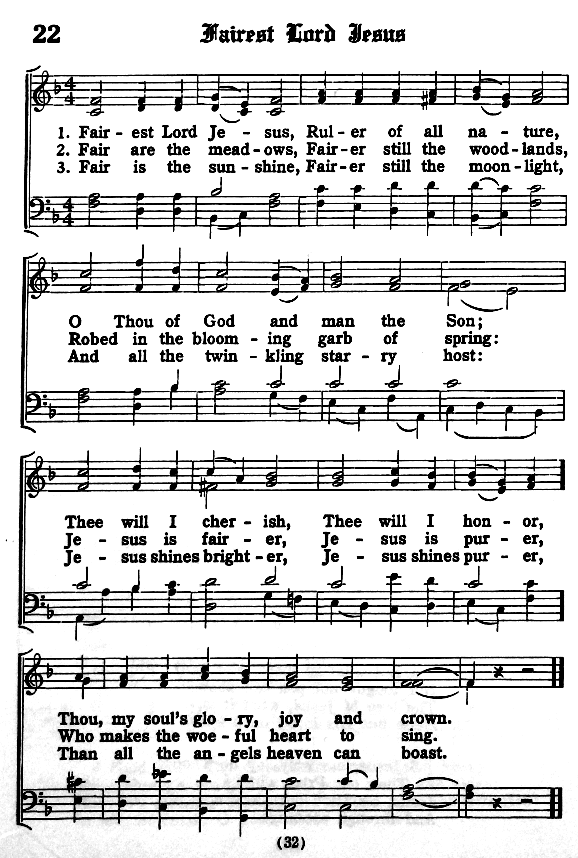 22 Fairest Lord Jesus
1. Fair - est Lord Je - sus, Rul - er of all na - ture,
2. Fair are the mead - ows, Fair - er still the wood - lands,
3. Fair is the sun - shine, Fair - er still the moon - light,
O Thou of God and man the Son;
Robed in the bloom - ing garb of spring:
And all the twin - kling star - ry host:
Thee will I cher - ish, Thee will I hon - or,
Je - sus is fair - er, Je - sus is pur - er,
Je - sus shines bright - er, Je - sus shines pur - er,
Thou, my soul's glo - ry, joy and crown.
Who makes the woe - ful heart to sing.
Than all the an - gels heaven can boast.
(32)